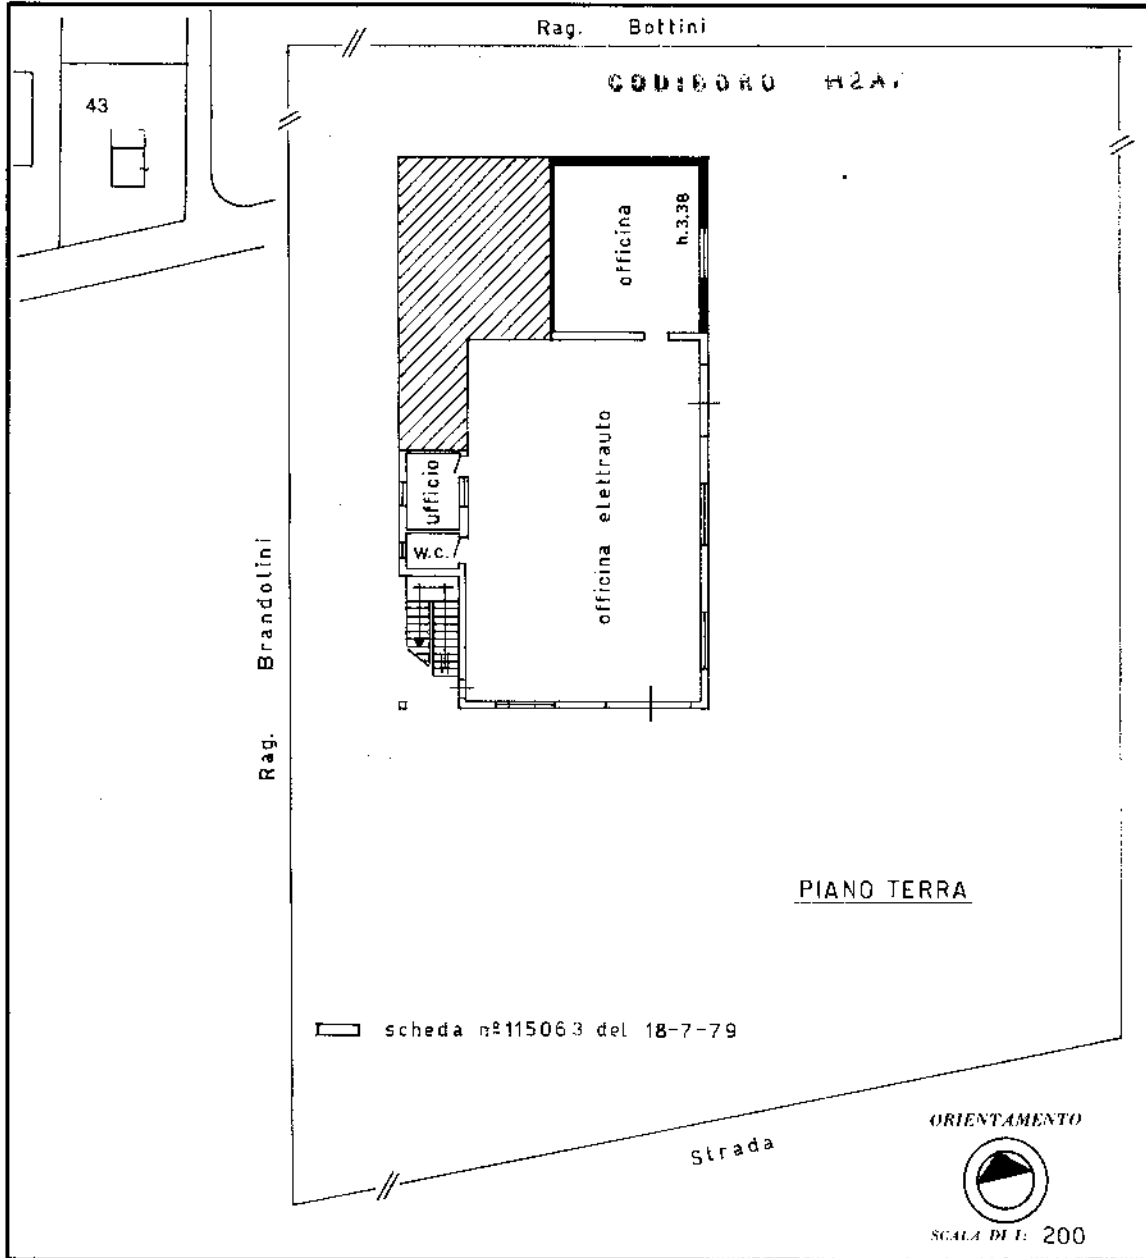 Rag. Bottini
CODIGORO
43
officina
h.3.38
officina elettrauto
ufficio
W.C.
Rag. Brandolini
PIANO TERRA
scheda nº 115063 del 18-7-79
Strada
ORIENTAMENTO
SCALA DI 1: 200